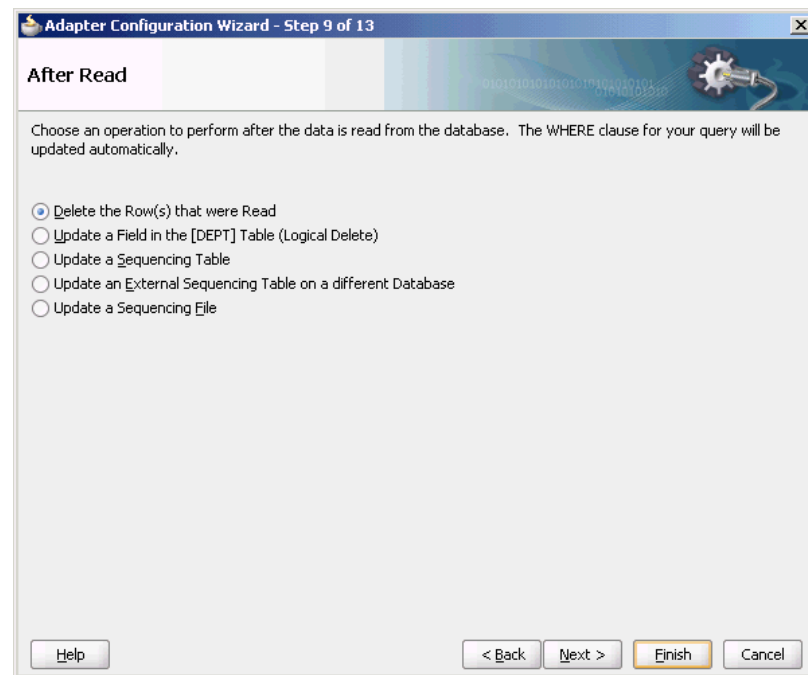 Adapter Configuration Wizard - Step 9 of 13
After Read
Choose an operation to perform after the data is read from the database. The WHERE clause for your query will be
updated automatically.
Delete the Row(s) that were Read
Update a Field in the [DEPT] Table (Logical Delete)
Update a Sequencing Table
Update an External Sequencing Table on a different Database
Update a Sequencing File
Help
< Back
Next >
Finish
Cancel